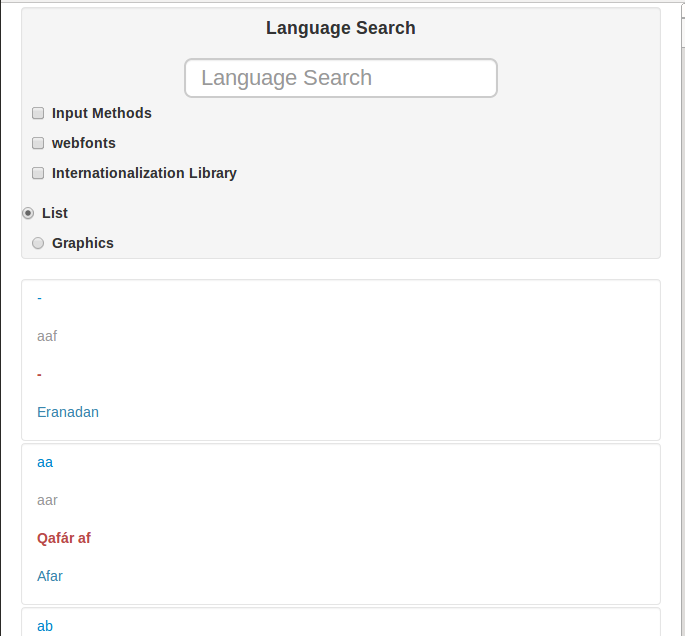 Language Search
Language Search
Input Methods
webfonts
Internationalization Library
List
Graphics
-
aaf
-
Eranadan
aa
aar
Qafár af
Afar
ab